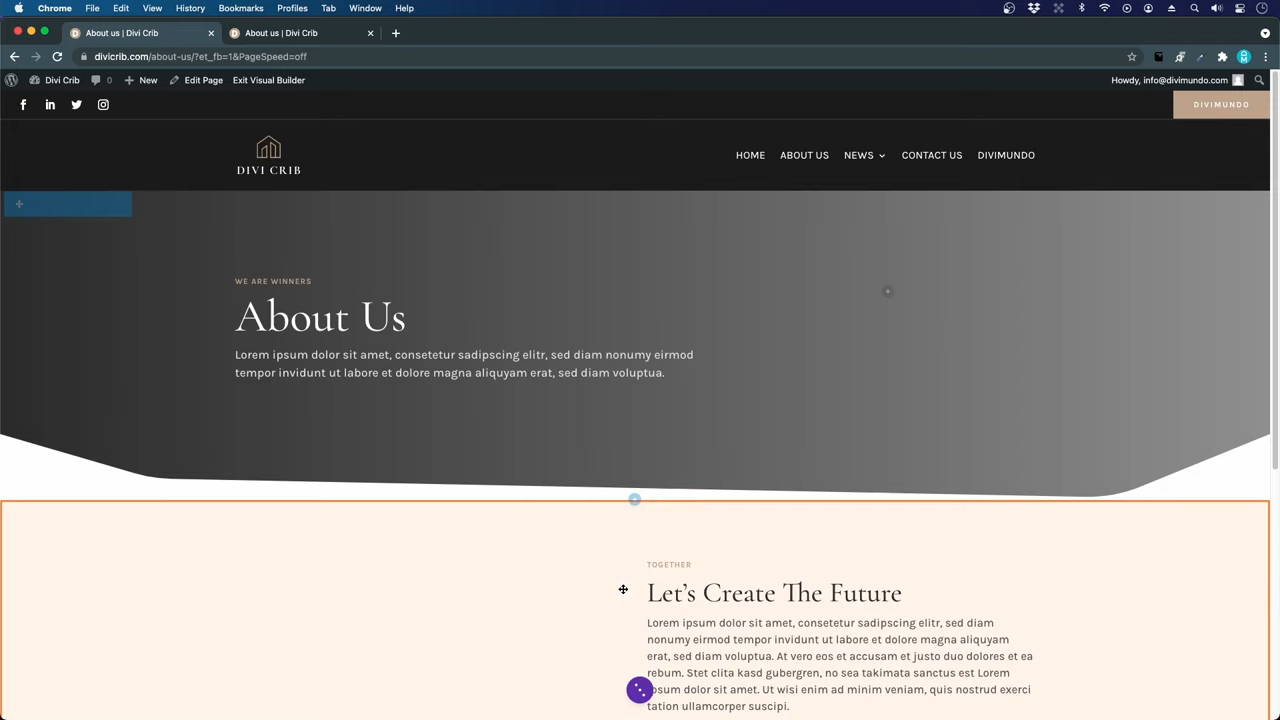 Chrome File Edit View History Bookmarks Profiles Tab Window Help
About us | Divi Crib
About us | Divi Crib
divicrib.com/about-us/?et_fb=1&PageSpeed=off
Divi Crib 0 New Edit Page Exit Visual Builder Howdy, info@divimundo.com
DIVIMUNDO
DIVI CRIB
HOME ABOUT US NEWS CONTACT US DIVIMUNDO
WE ARE WINNERS
About Us
Lorem ipsum dolor sit amet, consetetur sadipscing elitr, sed diam nonumy eirmod
tempor invidunt ut labore et dolore magna aliquyam erat, sed diam voluptua.
TOGETHER
Let's Create The Future
Lorem ipsum dolor sit amet, consetetur sadipscing elitr, sed diam
nonumy eirmod tempor invidunt ut labore et dolore magna aliquyam
erat, sed diam voluptua. At vero eos et accusam et justo duo dolores et ea
rebum. Stet clita kasd gubergren, no sea takimata sanctus est Lorem
ipsum dolor sit amet. Ut wisi enim ad minim veniam, quis nostrud exerci
tation ullamcorper suscipi.